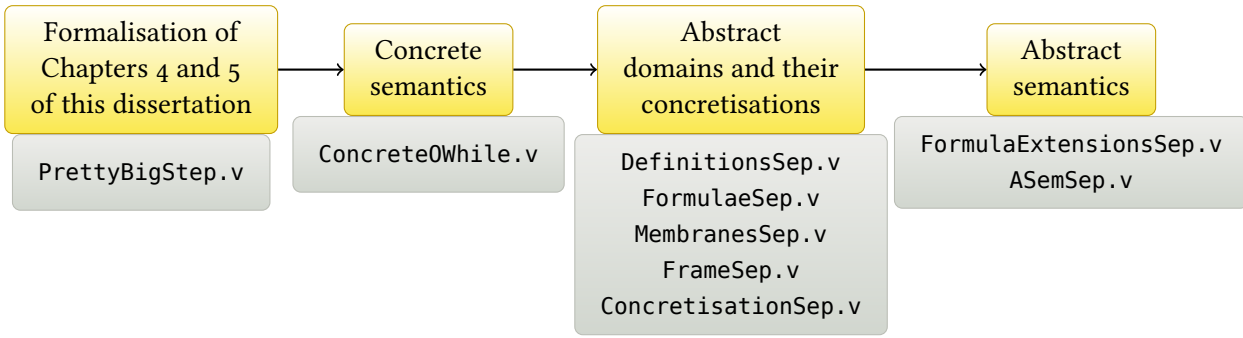 Formalisation of
Chapters 4 and 5
of this dissertation
PrettyBigStep.v
Concrete
semantics
ConcreteOWhile.v
Abstract
domains and their
concretisations
DefinitionsSep.v
FormulaeSep.v
MembranesSep.v
FrameSep.v
ConcretisationSep.v
Abstract
semantics
FormulaExtensionsSep.v
ASemSep.v